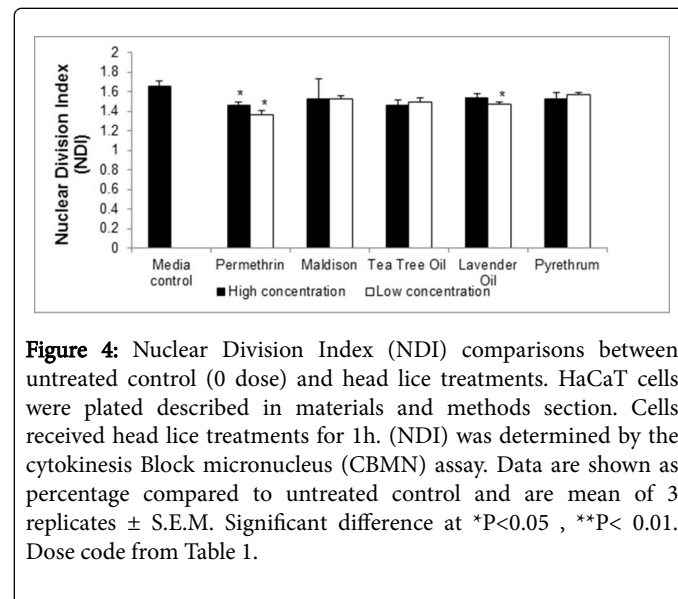 Nuclear Division Index
(NDI)
2
1.8
1.6
1.4
1.2
1
0.8
0.6
0.4
0.2
0
* * *
Media control Permethrin Maldison Tea Tree Oil Lavender Oil Pyrethrum
High concentration Low concentration
Figure 4: Nuclear Division Index (NDI) comparisons between
untreated control (0 dose) and head lice treatments. HaCaT cells
were plated described in materials and methods section. Cells
received head lice treatments for 1h. (NDI) was determined by the
cytokinesis Block micronucleus (CBMN) assay. Data are shown as
percentage compared to untreated control and are mean of 3
replicates ± S.E.M. Significant difference at *P<0.05 , **P< 0.01.
Dose code from Table 1.